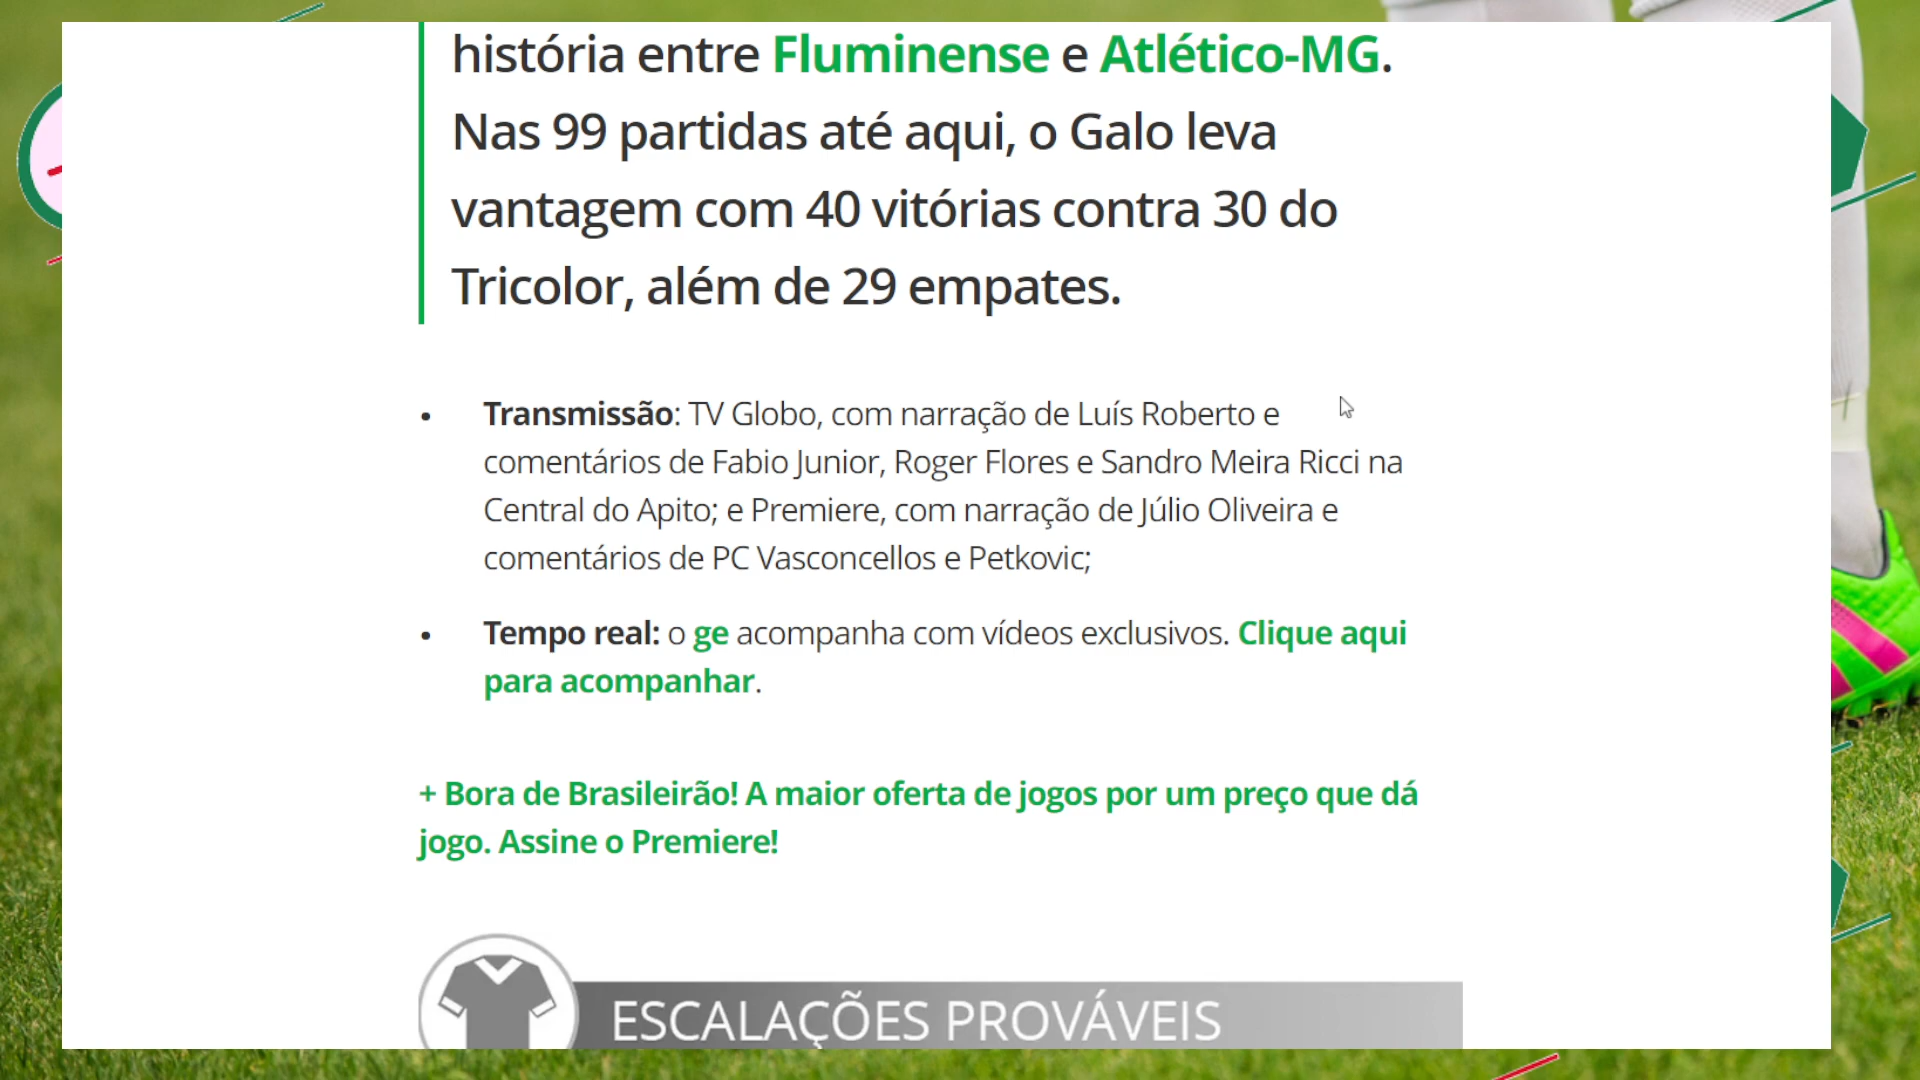 história entre Fluminense e Atlético-MG.
Nas 99 partidas até aqui, o Galo leva
vantagem com 40 vitórias contra 30 do
Tricolor, além de 29 empates.
• Transmissão: TV Globo, com narração de Luís Roberto e
comentários de Fabio Junior, Roger Flores e Sandro Meira Ricci na
Central do Apito; e Premiere, com narração de Júlio Oliveira e
comentários de PC Vasconcellos e Petkovic;
• Tempo real: o ge acompanha com vídeos exclusivos. Clique aqui
para acompanhar.
+ Bora de Brasileirão! A maior oferta de jogos por um preço que dá
jogo. Assine o Premiere!
ESCALAÇÕES PROVÁVEIS